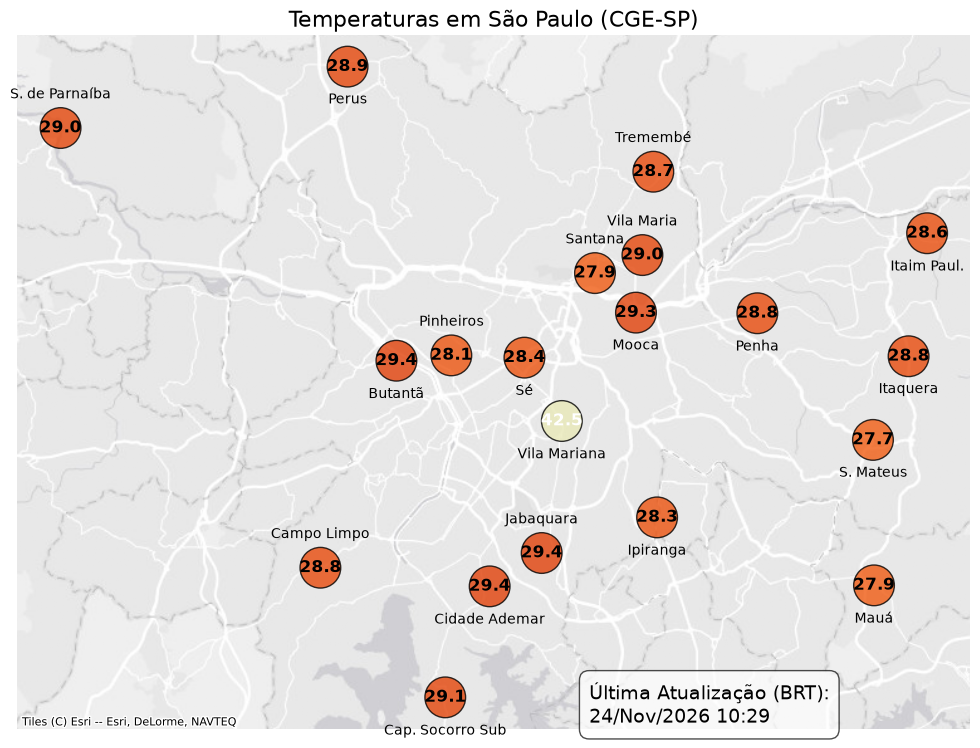 Temperaturas em São Paulo (CGE-SP)
28.9
Perus
S. de Parnaíba
29.0
Tremembé
28.7
Vila Maria
29.0
Santana
27.9
28.6
Itaim Paul.
29.3
Mooca
28.8
Penha
Pinheiros
28.1
29.4
Butantã
28.4
Sé
28.8
Itaquera
42.5
Vila Mariana
27.7
S. Mateus
28.3
Ipiranga
Jabaquara
29.4
Campo Limpo
28.8
29.4
Cidade Ademar
27.9
Mauá
29.1
Cap. Socorro Sub
Última Atualização (BRT):
24/Nov/2026 10:29
Tiles (C) Esri -- Esri, DeLorme, NAVTEQ